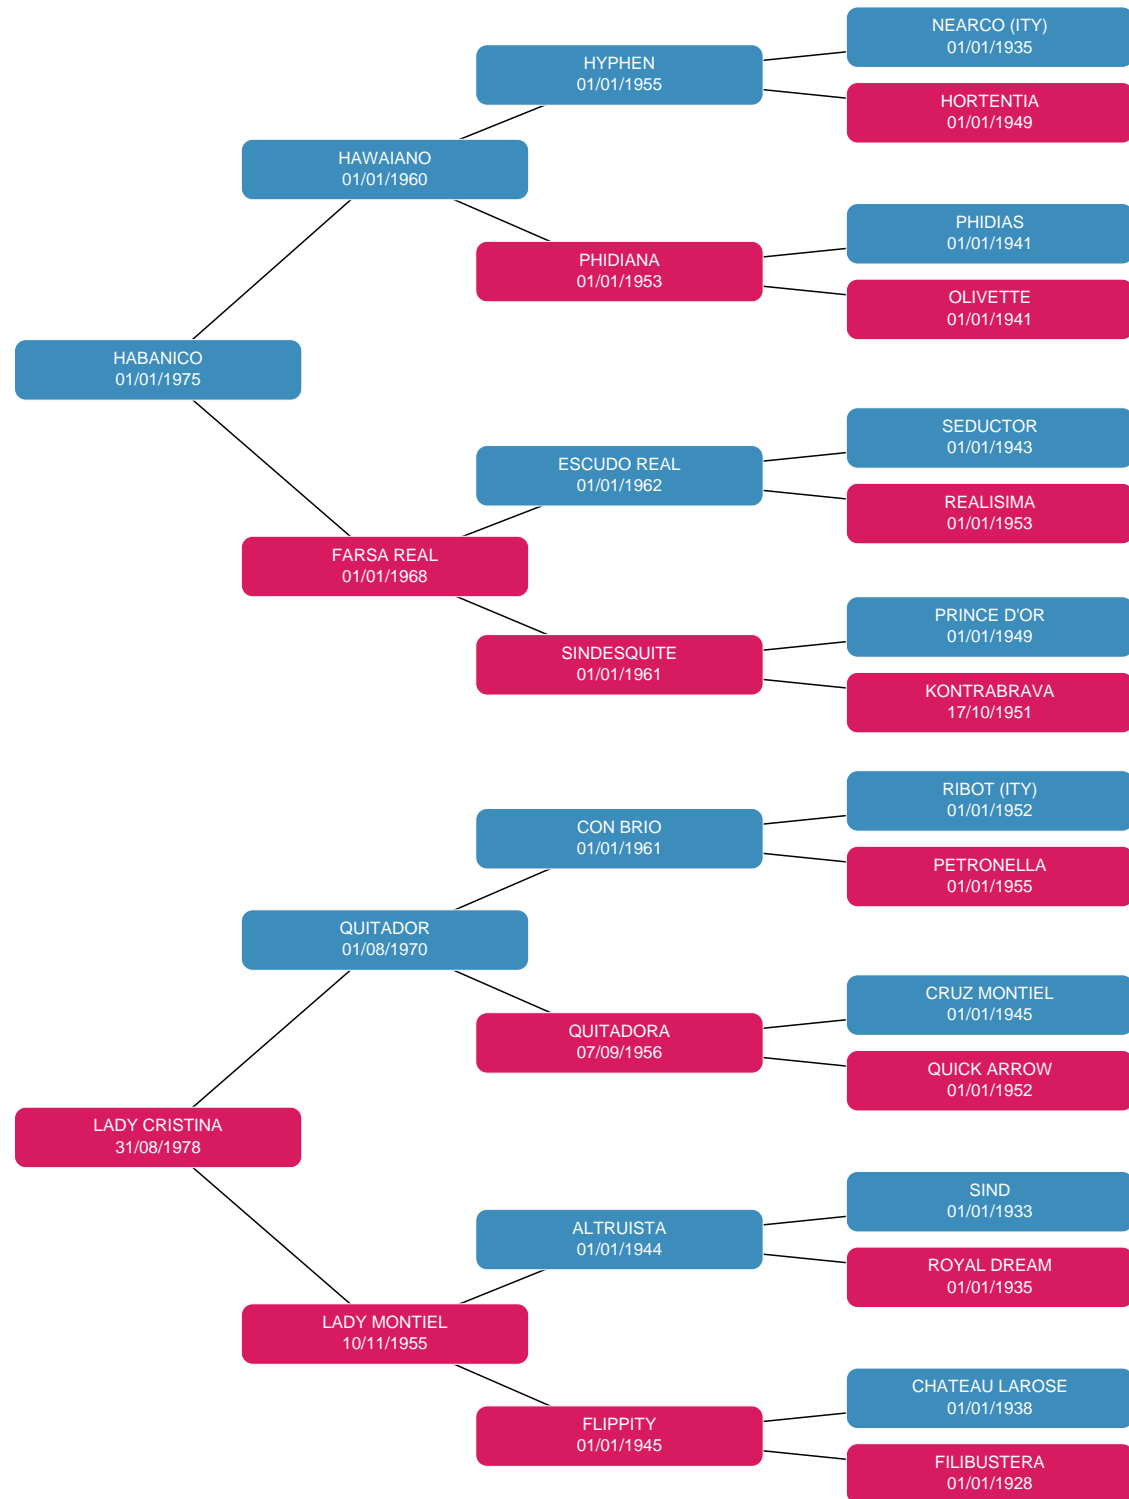 NEARCO (ITY)
01/01/1935
HYPHEN
01/01/1955
HORTENTIA
01/01/1949
HAWAIANO
01/01/1960
PHIDIAS
01/01/1941
PHIDIANA
01/01/1953
OLIVETTE
01/01/1941
HABANICO
01/01/1975
SEDUCTOR
01/01/1943
ESCUDO REAL
01/01/1962
REALISIMA
01/01/1953
FARSA REAL
01/01/1968
PRINCE D'OR
01/01/1949
SINDESQUITE
01/01/1961
KONTRABRAVA
17/10/1951
RIBOT (ITY)
01/01/1952
CON BRIO
01/01/1961
PETRONELLA
01/01/1955
QUITADOR
01/08/1970
CRUZ MONTIEL
01/01/1945
QUITADORA
07/09/1956
QUICK ARROW
01/01/1952
LADY CRISTINA
31/08/1978
SIND
01/01/1933
ALTRUISTA
01/01/1944
ROYAL DREAM
01/01/1935
LADY MONTIEL
10/11/1955
CHATEAU LAROSE
01/01/1938
FLIPPITY
01/01/1945
FILIBUSTERA
01/01/1928